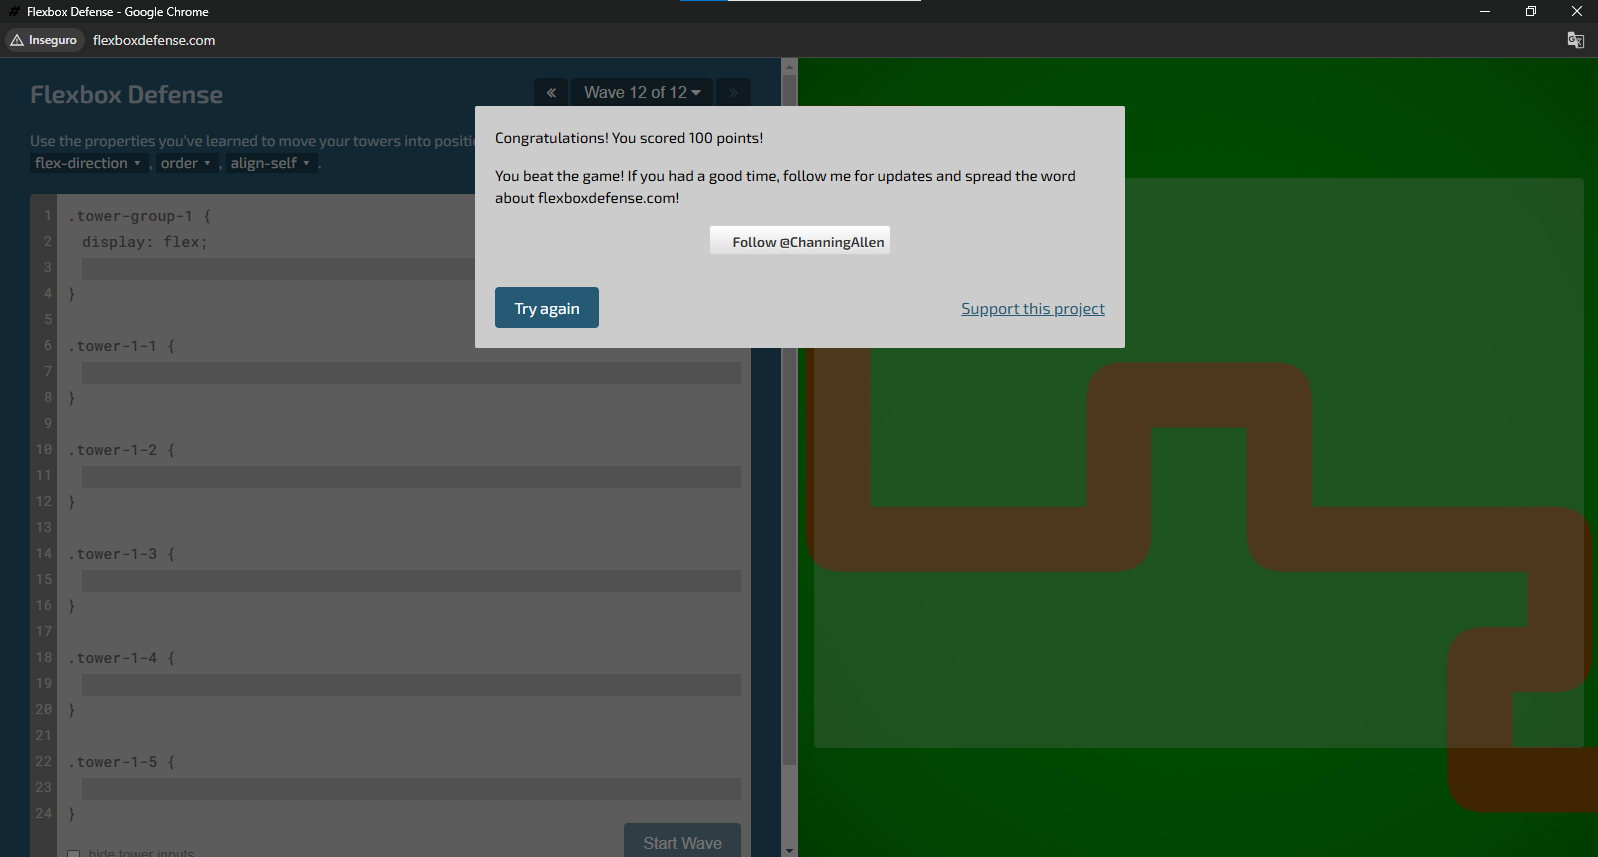 Flexbox Defense - Google Chrome
Inseguro flexboxdefense.com
Flexbox Defense
« Wave 12 of 12 »
Use the properties you've learned to move your towers into positi
flex-direction , order , align-self .
Congratulations! You scored 100 points!
You beat the game! If you had a good time, follow me for updates and spread the word
about flexboxdefense.com!
Follow @ChanningAllen
Try again
Support this project
1 .tower-group-1 {
2 display: flex;
3
4 }
5
6 .tower-1-1 {
7
8 }
9
10 .tower-1-2 {
11
12 }
13
14 .tower-1-3 {
15
16 }
17
18 .tower-1-4 {
19
20 }
21
22 .tower-1-5 {
23
24 }
Start Wave
hide tower inputs